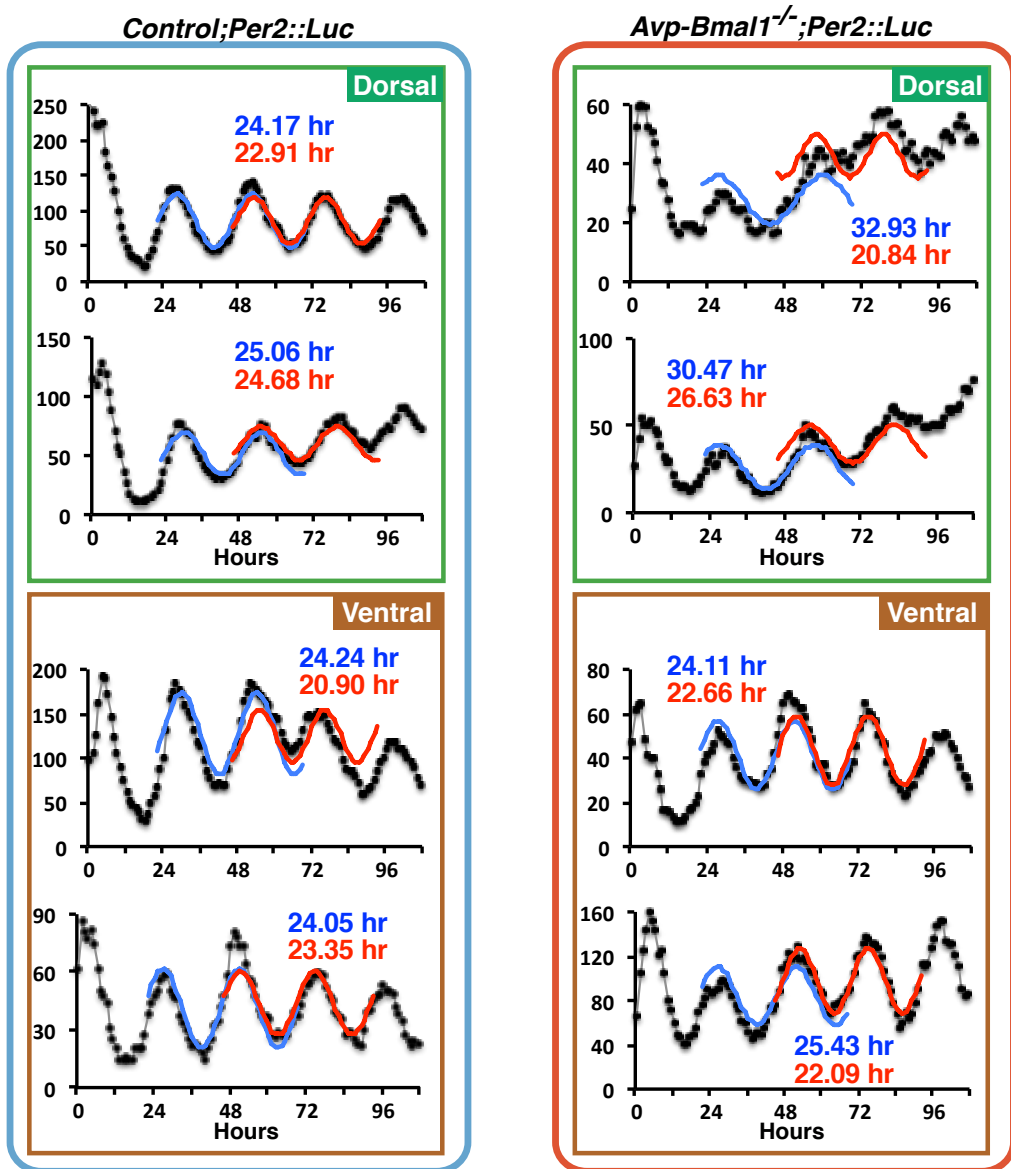 Control;Per2::Luc
Dorsal
250
200
150
100
50
0
24.17 hr
22.91 hr
0 24 48 72 96
150
100
50
0
25.06 hr
24.68 hr
0 24 48 72 96
Hours
Ventral
200
150
100
50
0
24.24 hr
20.90 hr
0 24 48 72 96
90
60
30
0
24.05 hr
23.35 hr
0 24 48 72 96
Hours
Avp-Bmal1-/-;Per2::Luc
Dorsal
60
40
20
0
32.93 hr
20.84 hr
0 24 48 72 96
100
50
0
30.47 hr
26.63 hr
0 24 48 72 96
Hours
Ventral
80
60
40
20
0
24.11 hr
22.66 hr
0 24 48 72 96
160
120
80
40
0
25.43 hr
22.09 hr
0 24 48 72 96
Hours